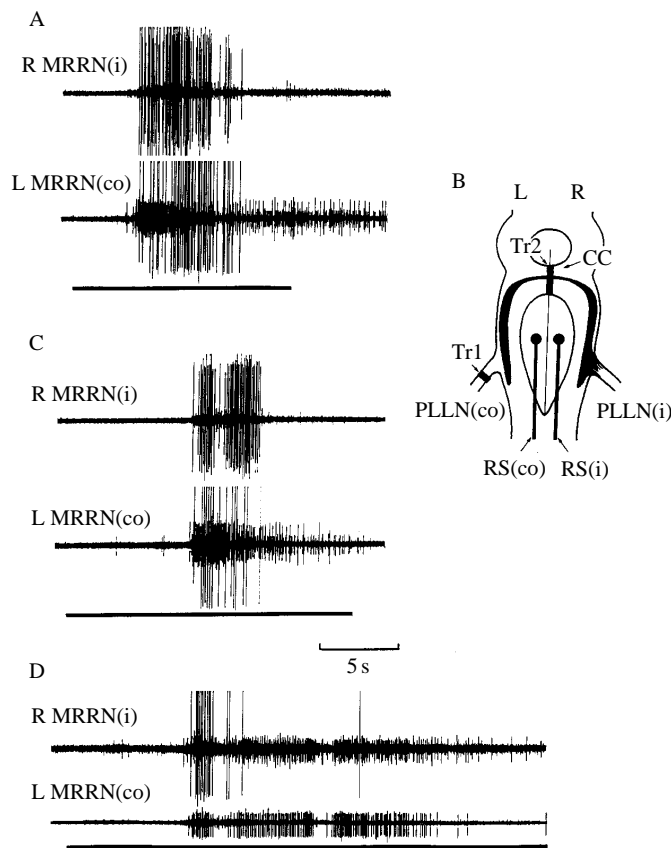 A
R MRRN(i)
L MRRN(co)
B
L R
Tr2
CC
Tr1
PLLN(co) PLLN(i)
RS(co) RS(i)
C
R MRRN(i)
L MRRN(co)
5 s
D
R MRRN(i)
L MRRN(co)